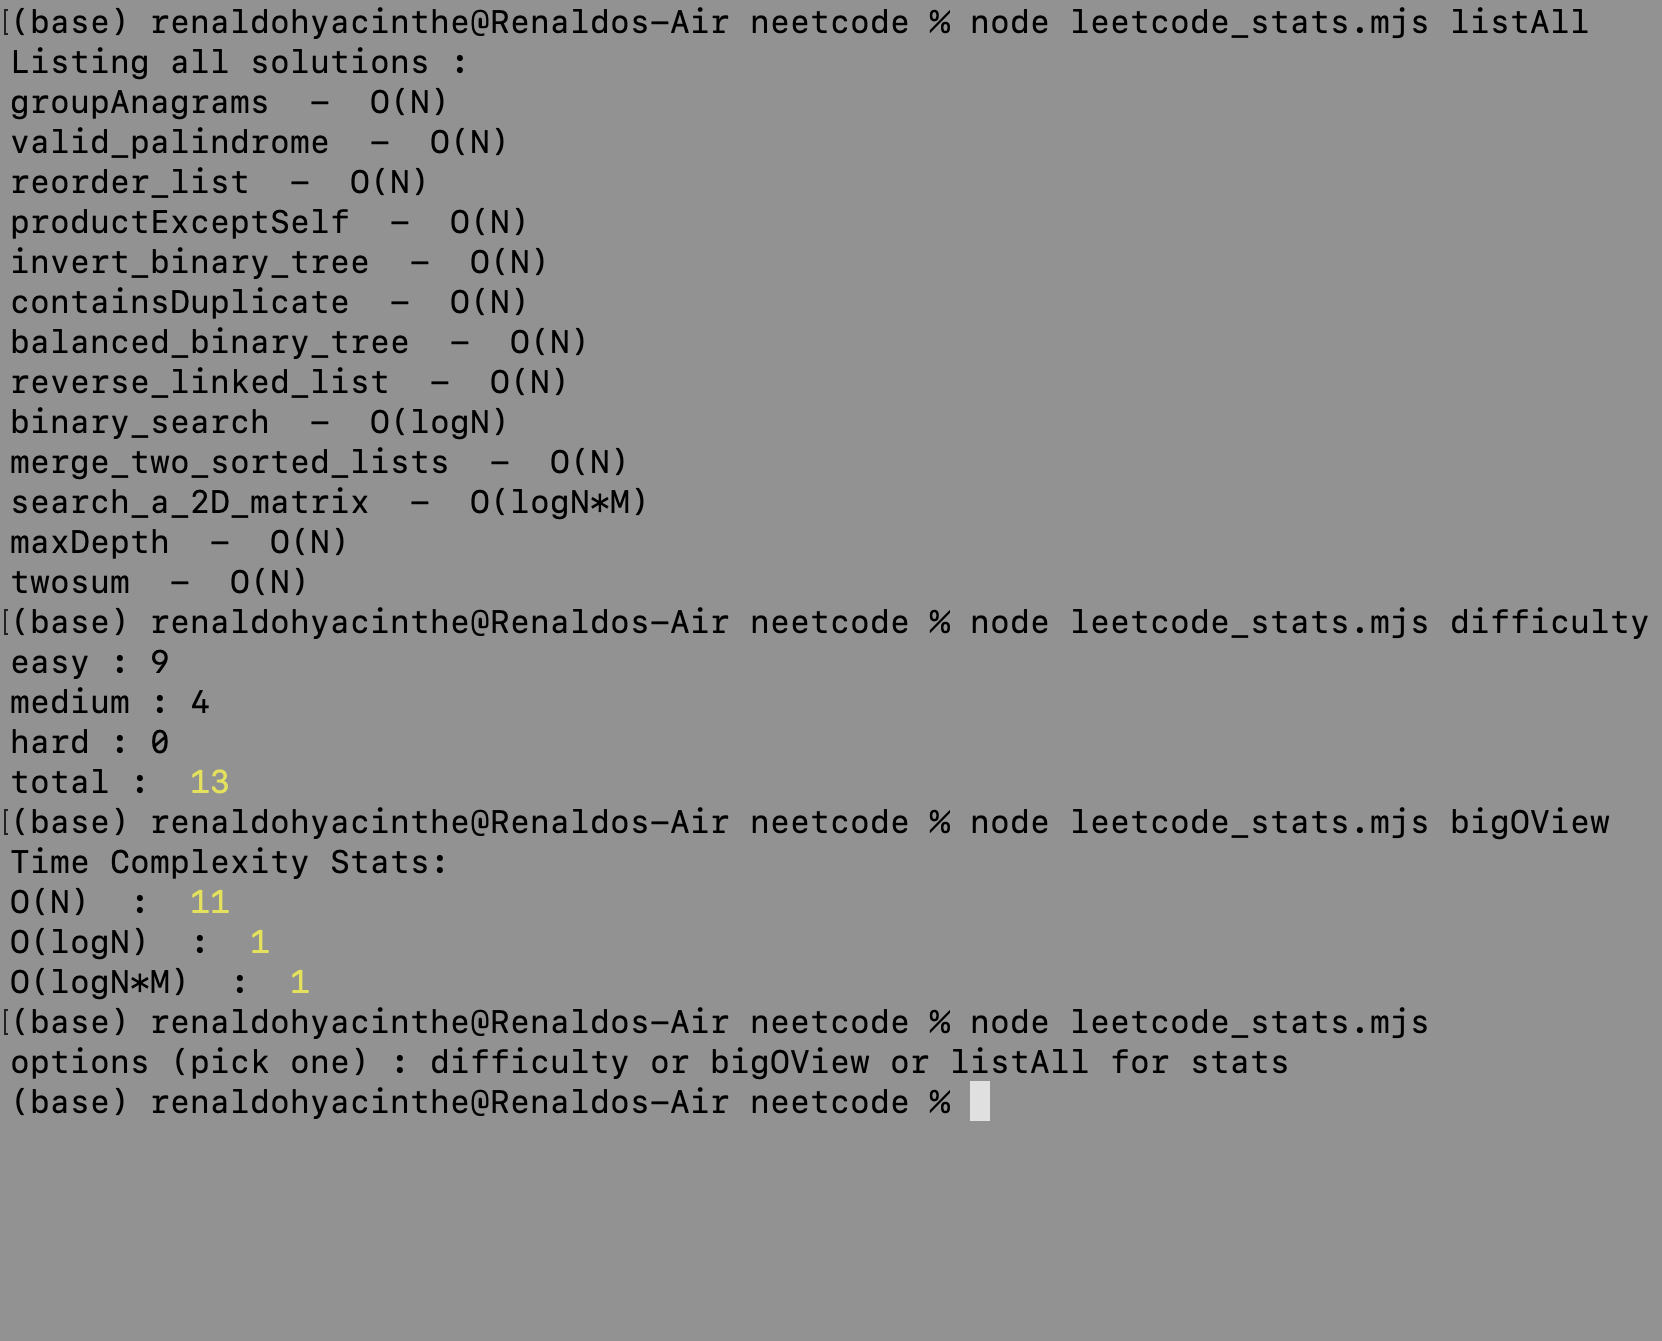 [(base) renaldohyacinthe@Renaldos-Air neetcode % node leetcode_stats.mjs listAll
Listing all solutions :
groupAnagrams  -  O(N)
valid_palindrome  -  O(N)
reorder_list  -  O(N)
productExceptSelf  -  O(N)
invert_binary_tree  -  O(N)
containsDuplicate  -  O(N)
balanced_binary_tree  -  O(N)
reverse_linked_list  -  O(N)
binary_search  -  O(logN)
merge_two_sorted_lists  -  O(N)
search_a_2D_matrix  -  O(logN*M)
maxDepth  -  O(N)
twosum  -  O(N)
[(base) renaldohyacinthe@Renaldos-Air neetcode % node leetcode_stats.mjs difficulty
easy : 9
medium : 4
hard : 0
total :  13
[(base) renaldohyacinthe@Renaldos-Air neetcode % node leetcode_stats.mjs bigOView
Time Complexity Stats:
O(N)  :  11
O(logN)  :  1
O(logN*M)  :  1
[(base) renaldohyacinthe@Renaldos-Air neetcode % node leetcode_stats.mjs
options (pick one) : difficulty or bigOView or listAll for stats
(base) renaldohyacinthe@Renaldos-Air neetcode %